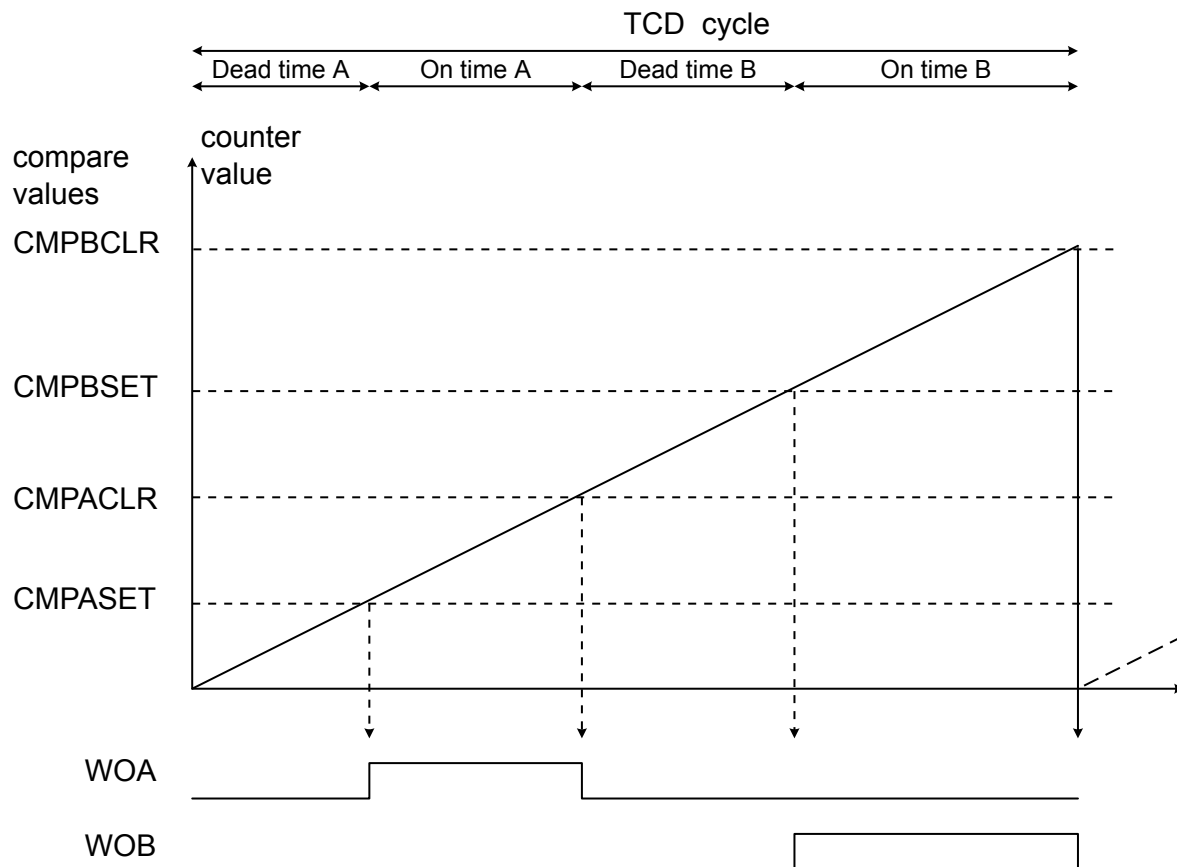 TCD cycle
Dead time A
On time A
Dead time B
On time B
compare
values
counter
value
CMPBCLR
CMPBSET
CMPACLR
CMPASET
WOA
WOB